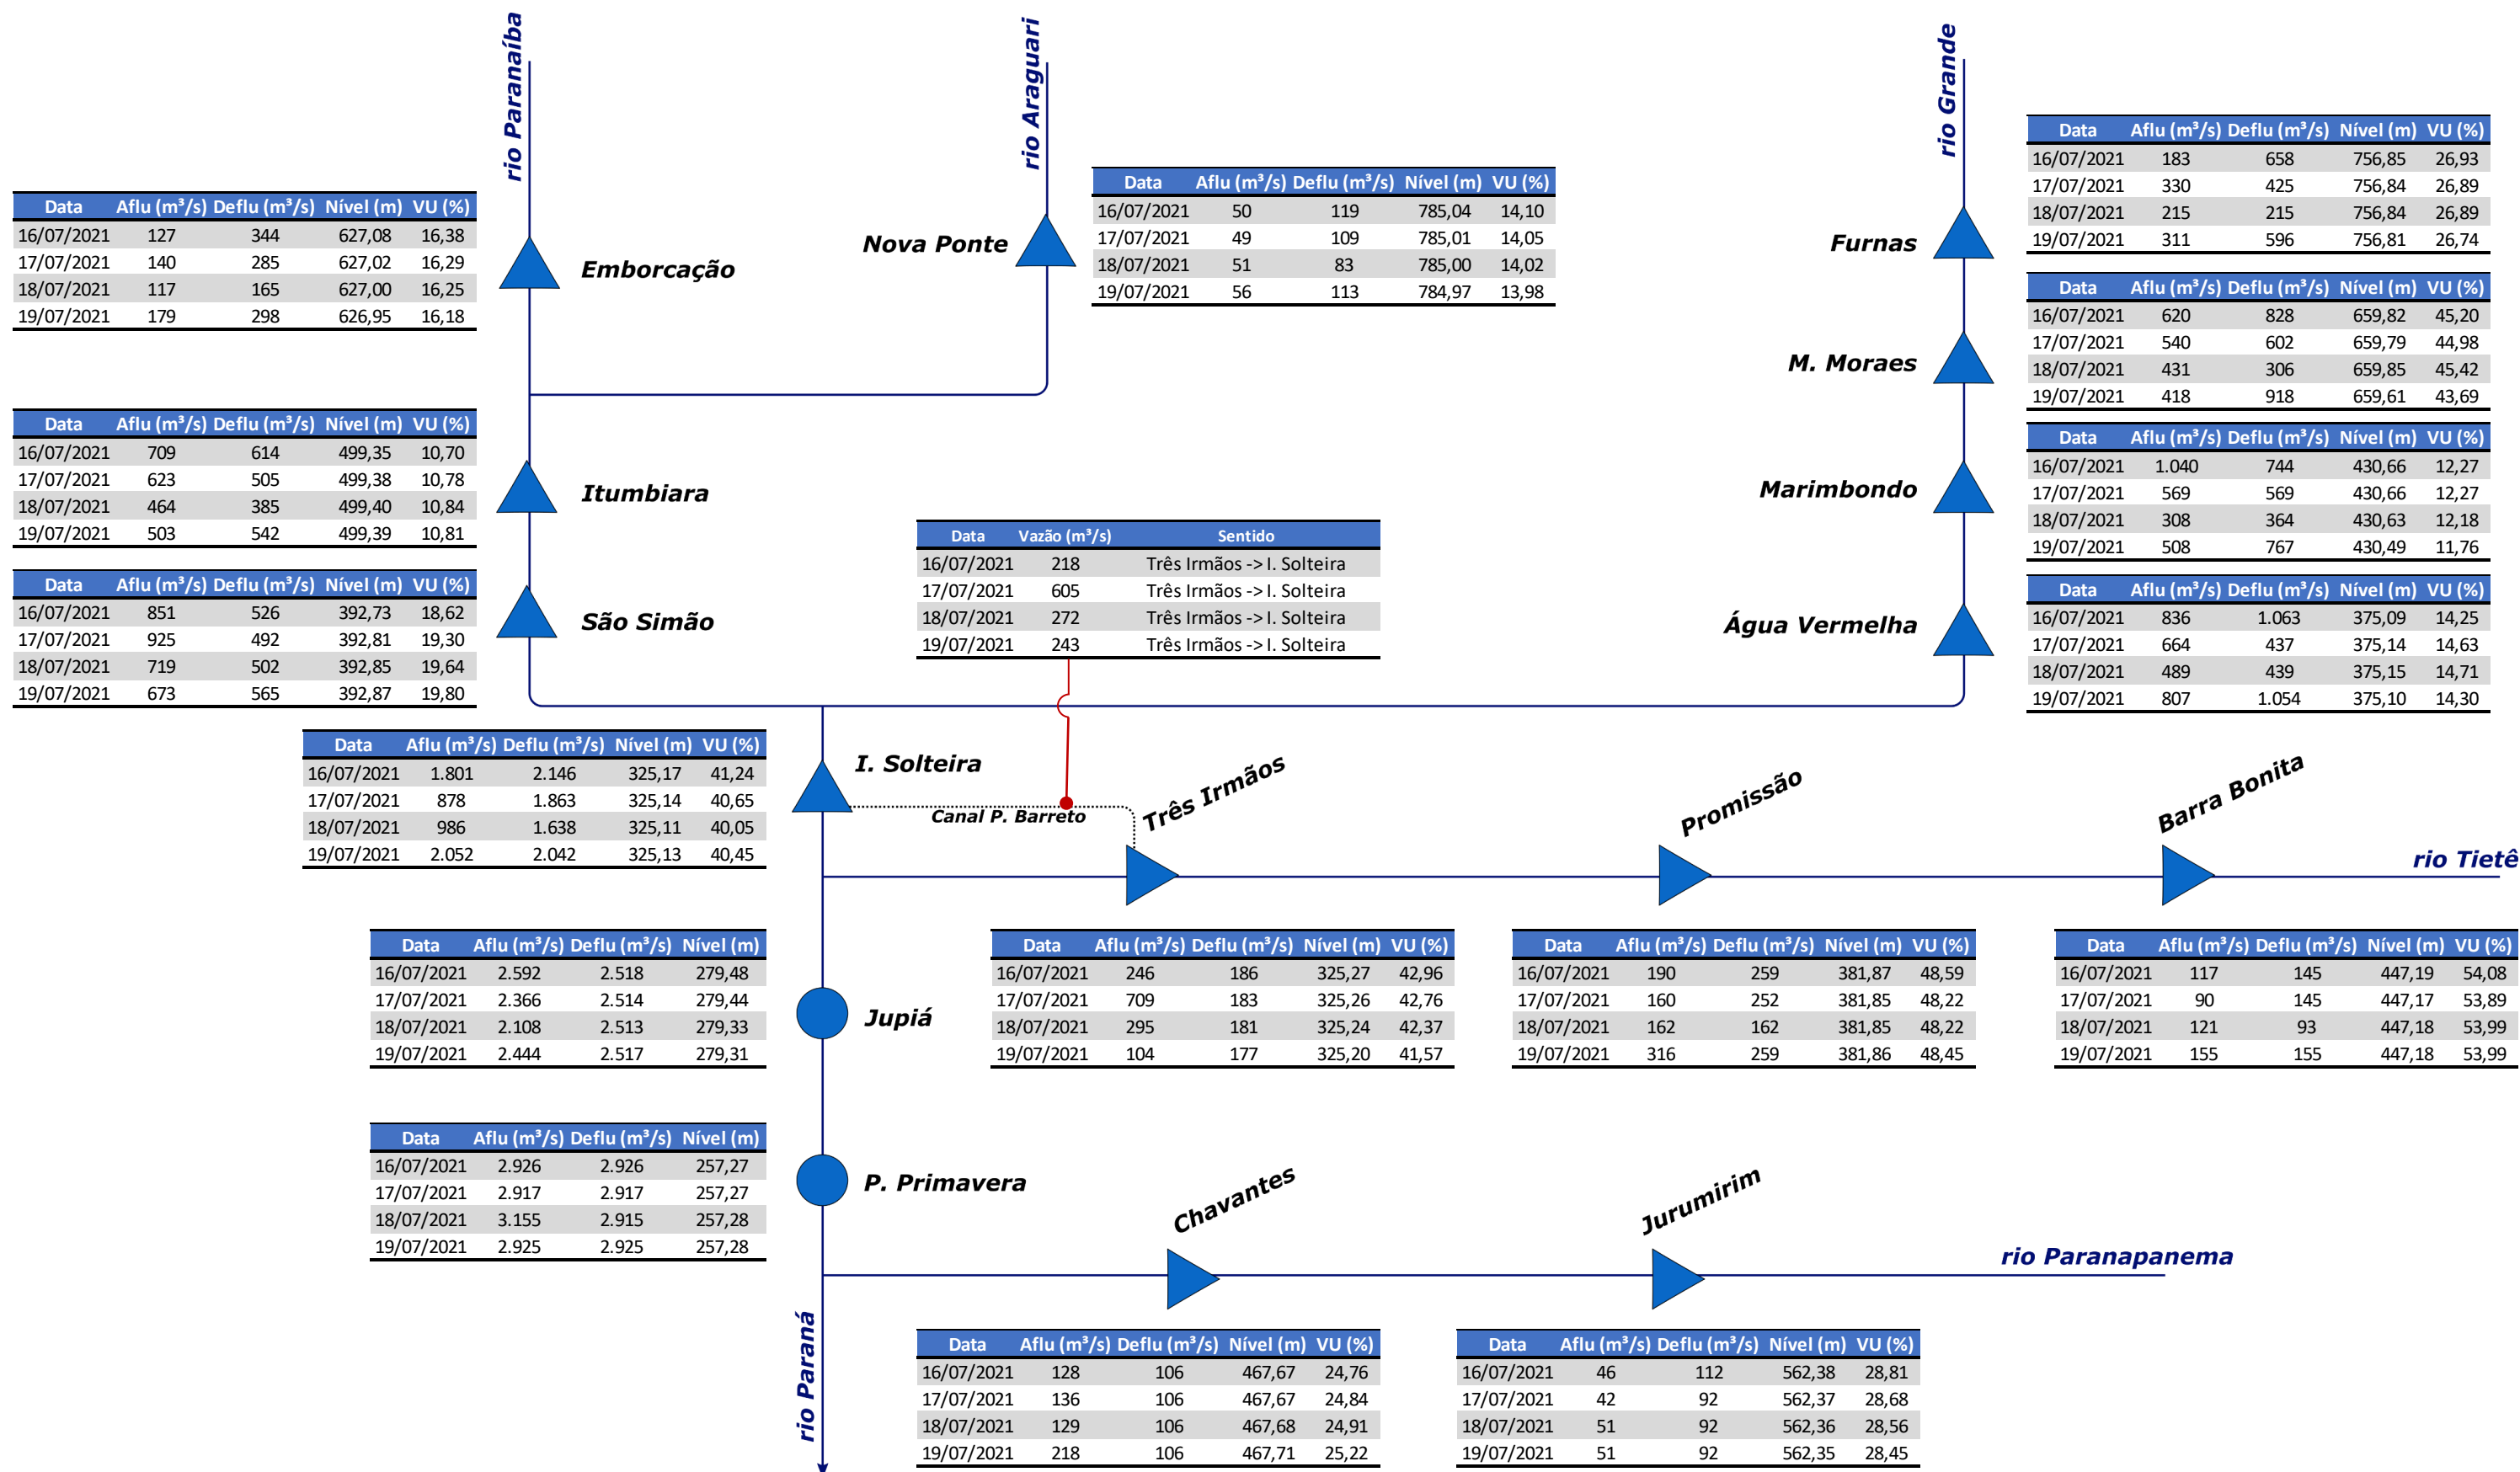 rio Paranaíba
rio Araguari
rio Grande
Data Aflu (m³/s) Deflu (m³/s) Nível (m) VU (%)
16/07/2021 183 658 756,85 26,93
17/07/2021 330 425 756,84 26,89
18/07/2021 215 215 756,84 26,89
19/07/2021 311 596 756,81 26,74
Furnas
Data Aflu (m³/s) Deflu (m³/s) Nível (m) VU (%)
16/07/2021 50 119 785,04 14,10
17/07/2021 49 109 785,01 14,05
18/07/2021 51 83 785,00 14,02
19/07/2021 56 113 784,97 13,98
Nova Ponte
Data Aflu (m³/s) Deflu (m³/s) Nível (m) VU (%)
16/07/2021 127 344 627,08 16,38
17/07/2021 140 285 627,02 16,29
18/07/2021 117 165 627,00 16,25
19/07/2021 179 298 626,95 16,18
Emborcação
Data Aflu (m³/s) Deflu (m³/s) Nível (m) VU (%)
16/07/2021 620 828 659,82 45,20
17/07/2021 540 602 659,79 44,98
18/07/2021 431 306 659,85 45,42
19/07/2021 418 918 659,61 43,69
M. Moraes
Data Aflu (m³/s) Deflu (m³/s) Nível (m) VU (%)
16/07/2021 709 614 499,35 10,70
17/07/2021 623 505 499,38 10,78
18/07/2021 464 385 499,40 10,84
19/07/2021 503 542 499,39 10,81
Itumbiara
Data Aflu (m³/s) Deflu (m³/s) Nível (m) VU (%)
16/07/2021 1.040 744 430,66 12,27
17/07/2021 569 569 430,66 12,27
18/07/2021 308 364 430,63 12,18
19/07/2021 508 767 430,49 11,76
Marimbondo
Data Vazão (m³/s) Sentido
16/07/2021 218 Três Irmãos -> I. Solteira
17/07/2021 605 Três Irmãos -> I. Solteira
18/07/2021 272 Três Irmãos -> I. Solteira
19/07/2021 243 Três Irmãos -> I. Solteira
Data Aflu (m³/s) Deflu (m³/s) Nível (m) VU (%)
16/07/2021 851 526 392,73 18,62
17/07/2021 925 492 392,81 19,30
18/07/2021 719 502 392,85 19,64
19/07/2021 673 565 392,87 19,80
São Simão
Data Aflu (m³/s) Deflu (m³/s) Nível (m) VU (%)
16/07/2021 836 1.063 375,09 14,25
17/07/2021 664 437 375,14 14,63
18/07/2021 489 439 375,15 14,71
19/07/2021 807 1.054 375,10 14,30
Água Vermelha
Data Aflu (m³/s) Deflu (m³/s) Nível (m) VU (%)
16/07/2021 1.801 2.146 325,17 41,24
17/07/2021 878 1.863 325,14 40,65
18/07/2021 986 1.638 325,11 40,05
19/07/2021 2.052 2.042 325,13 40,45
I. Solteira
Canal P. Barreto
Três Irmãos
Promissão
Barra Bonita
rio Tietê
Data Aflu (m³/s) Deflu (m³/s) Nível (m)
16/07/2021 2.592 2.518 279,48
17/07/2021 2.366 2.514 279,44
18/07/2021 2.108 2.513 279,33
19/07/2021 2.444 2.517 279,31
Jupiá
Data Aflu (m³/s) Deflu (m³/s) Nível (m) VU (%)
16/07/2021 246 186 325,27 42,96
17/07/2021 709 183 325,26 42,76
18/07/2021 295 181 325,24 42,37
19/07/2021 104 177 325,20 41,57
Data Aflu (m³/s) Deflu (m³/s) Nível (m) VU (%)
16/07/2021 190 259 381,87 48,59
17/07/2021 160 252 381,85 48,22
18/07/2021 162 162 381,85 48,22
19/07/2021 316 259 381,86 48,45
Data Aflu (m³/s) Deflu (m³/s) Nível (m) VU (%)
16/07/2021 117 145 447,19 54,08
17/07/2021 90 145 447,17 53,89
18/07/2021 121 93 447,18 53,99
19/07/2021 155 155 447,18 53,99
Data Aflu (m³/s) Deflu (m³/s) Nível (m)
16/07/2021 2.926 2.926 257,27
17/07/2021 2.917 2.917 257,27
18/07/2021 3.155 2.915 257,28
19/07/2021 2.925 2.925 257,28
P. Primavera
Chavantes
Jurumirim
rio Paranapanema
rio Paraná
Data Aflu (m³/s) Deflu (m³/s) Nível (m) VU (%)
16/07/2021 128 106 467,67 24,76
17/07/2021 136 106 467,67 24,84
18/07/2021 129 106 467,68 24,91
19/07/2021 218 106 467,71 25,22
Data Aflu (m³/s) Deflu (m³/s) Nível (m) VU (%)
16/07/2021 46 112 562,38 28,81
17/07/2021 42 92 562,37 28,68
18/07/2021 51 92 562,36 28,56
19/07/2021 51 92 562,35 28,45